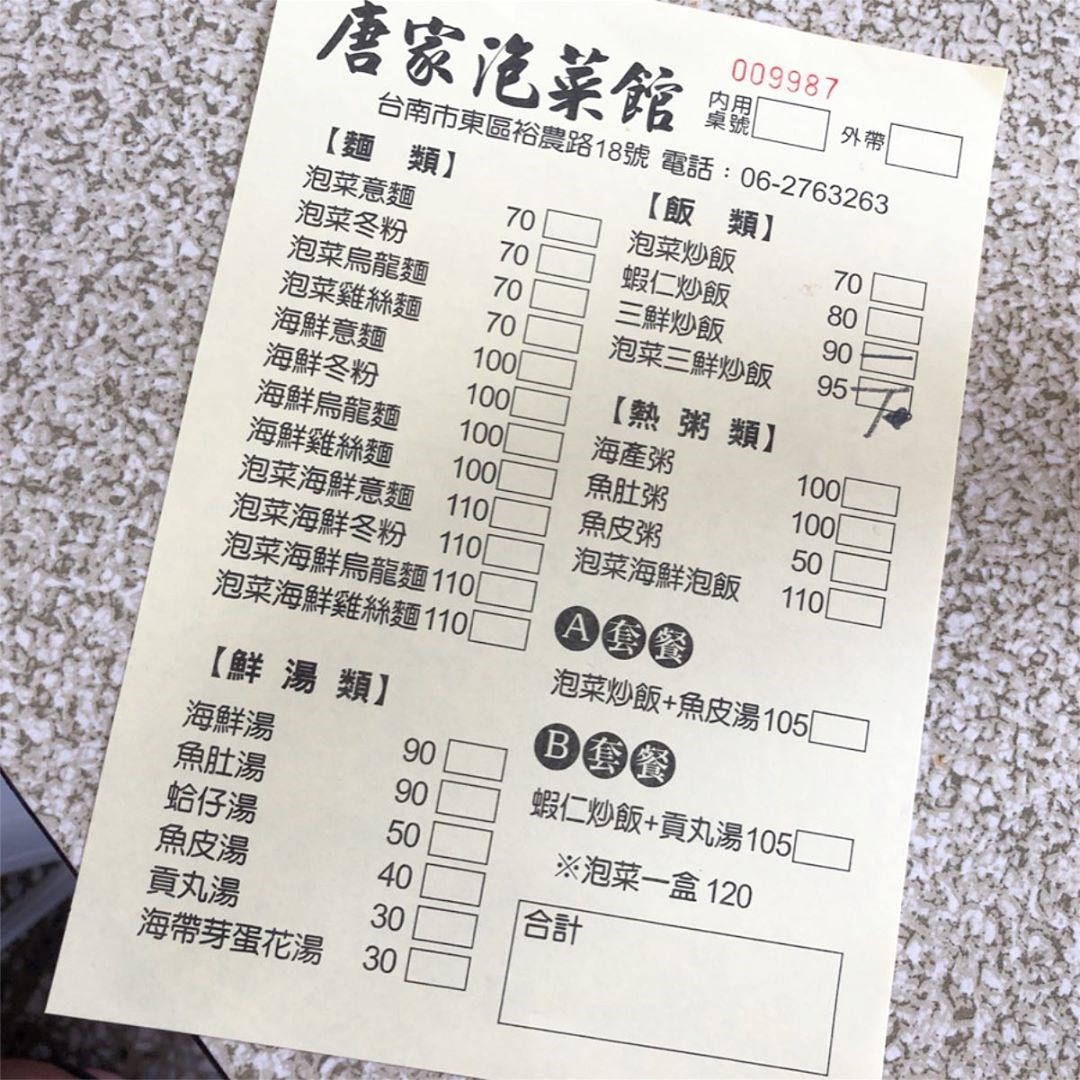 唐家泡菜館
009987
內用桌號
外帶
台南市東區裕農路18號 電話：06-2763263
【麵 類】
泡菜意麵 70
泡菜冬粉 70
泡菜烏龍麵 70
泡菜雞絲麵 70
海鮮意麵 100
海鮮冬粉 100
海鮮烏龍麵 100
海鮮雞絲麵 100
泡菜海鮮意麵 110
泡菜海鮮冬粉 110
泡菜海鮮烏龍麵 110
泡菜海鮮雞絲麵 110
【鮮 湯 類】
海鮮湯 90
魚肚湯 90
蛤仔湯 50
魚皮湯 40
貢丸湯 30
海帶芽蛋花湯 30
【飯 類】
泡菜炒飯 70
蝦仁炒飯 80
三鮮炒飯 90 一
泡菜三鮮炒飯 95
【熱 粥 類】
海產粥 100
魚肚粥 100
魚皮粥 50
泡菜海鮮泡飯 110
A套餐
泡菜炒飯+魚皮湯105
B套餐
蝦仁炒飯+貢丸湯105
※泡菜一盒 120
合計